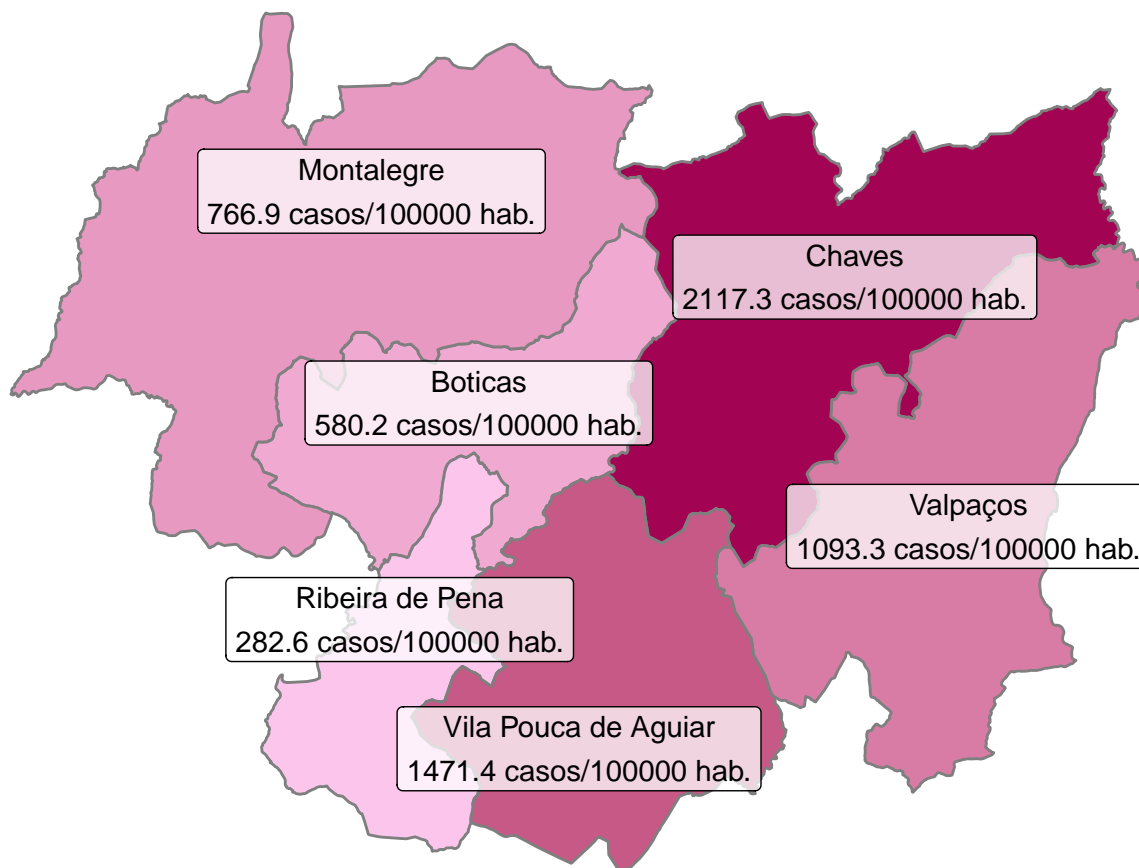 Montalegre
766.9 casos/100000 hab.
Chaves
2117.3 casos/100000 hab.
Boticas
580.2 casos/100000 hab.
Valpaços
1093.3 casos/100000 hab.
Ribeira de Pena
282.6 casos/100000 hab.
Vila Pouca de Aguiar
1471.4 casos/100000 hab.